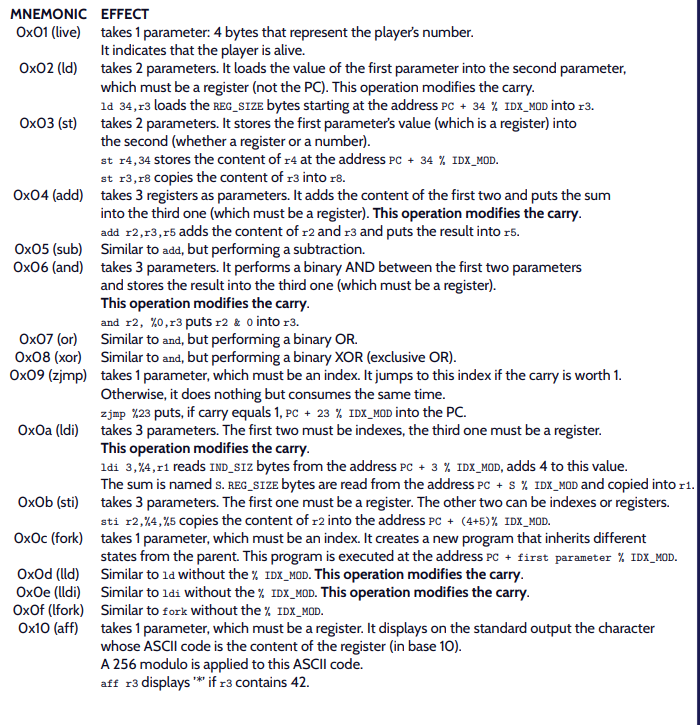 MNEMONIC EFFECT
0x01 (live) takes 1 parameter: 4 bytes that represent the player's number.
It indicates that the player is alive.
0x02 (ld) takes 2 parameters. It loads the value of the first parameter into the second parameter,
which must be a register (not the PC). This operation modifies the carry.
ld 34,r3 loads the REG_SIZE bytes starting at the address PC + 34 % IDX_MOD into r3.
0x03 (st) takes 2 parameters. It stores the first parameter's value (which is a register) into
the second (whether a register or a number).
st r4,34 stores the content of r4 at the address PC + 34 % IDX_MOD.
st r3,r8 copies the content of r3 into r8.
0x04 (add) takes 3 registers as parameters. It adds the content of the first two and puts the sum
into the third one (which must be a register). This operation modifies the carry.
add r2,r3,r5 adds the content of r2 and r3 and puts the result into r5.
0x05 (sub) Similar to add, but performing a subtraction.
0x06 (and) takes 3 parameters. It performs a binary AND between the first two parameters
and stores the result into the third one (which must be a register).
This operation modifies the carry.
and r2, %0,r3 puts r2 & 0 into r3.
0x07 (or) Similar to and, but performing a binary OR.
0x08 (xor) Similar to and, but performing a binary XOR (exclusive OR).
0x09 (zjmp) takes 1 parameter, which must be an index. It jumps to this index if the carry is worth 1.
Otherwise, it does nothing but consumes the same time.
zjmp %23 puts, if carry equals 1, PC + 23 % IDX_MOD into the PC.
0x0a (ldi) takes 3 parameters. The first two must be indexes, the third one must be a register.
This operation modifies the carry.
ldi 3,%4,r1 reads IND_SIZ bytes from the address PC + 3 % IDX_MOD, adds 4 to this value.
The sum is named S. REG_SIZE bytes are read from the address PC + S % IDX_MOD and copied into r1.
0x0b (sti) takes 3 parameters. The first one must be a register. The other two can be indexes or registers.
sti r2,%4,%5 copies the content of r2 into the address PC + (4+5)% IDX_MOD.
0x0c (fork) takes 1 parameter, which must be an index. It creates a new program that inherits different
states from the parent. This program is executed at the address PC + first parameter % IDX_MOD.
0x0d (lld) Similar to ld without the % IDX_MOD. This operation modifies the carry.
0x0e (lldi) Similar to ldi without the % IDX_MOD. This operation modifies the carry.
0x0f (lfork) Similar to fork without the % IDX_MOD.
0x10 (aff) takes 1 parameter, which must be a register. It displays on the standard output the character
whose ASCII code is the content of the register (in base 10).
A 256 modulo is applied to this ASCII code.
aff r3 displays '*' if r3 contains 42.